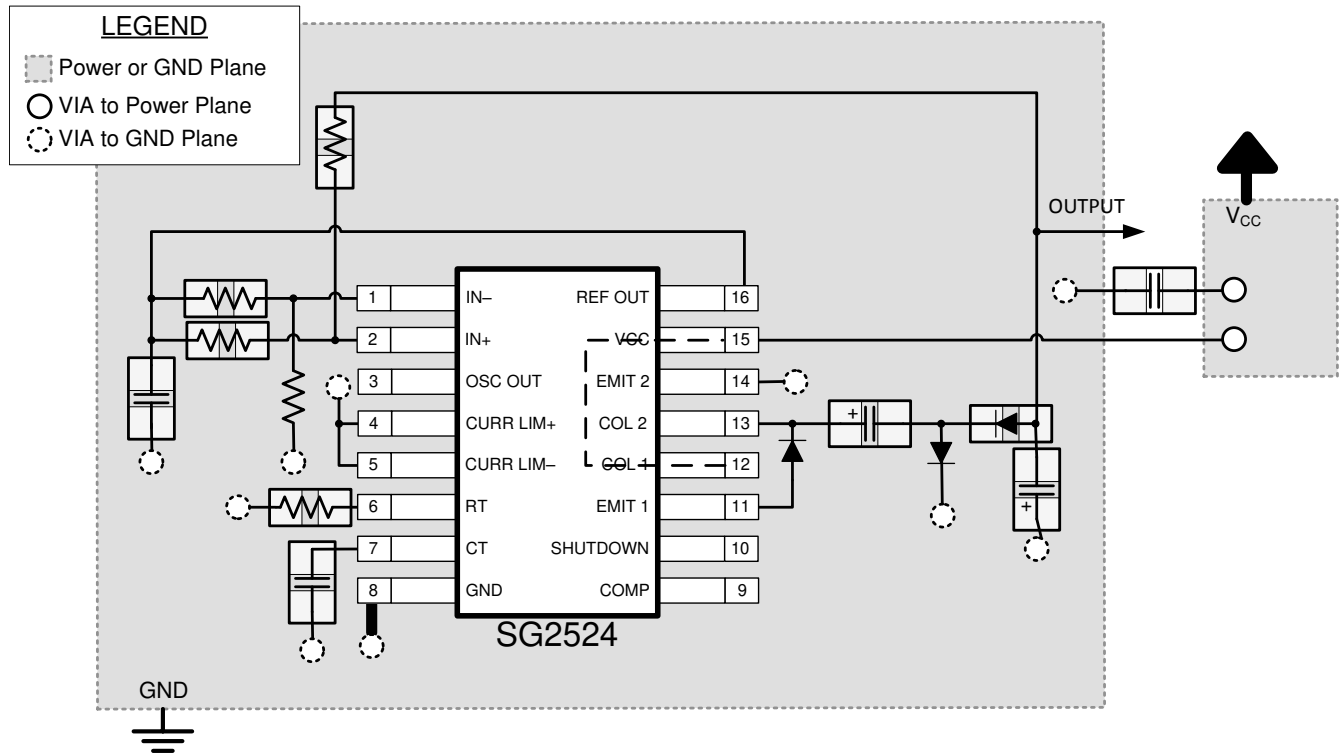 LEGEND
Power or GND Plane
VIA to Power Plane
VIA to GND Plane
OUTPUT
VCC
1 IN– REF OUT 16
2 IN+ VCC 15
3 OSC OUT EMIT 2 14
4 CURR LIM+ COL 2 13
5 CURR LIM– COL 1 12
6 RT EMIT 1 11
7 CT SHUTDOWN 10
8 GND COMP 9
+
+
SG2524
GND